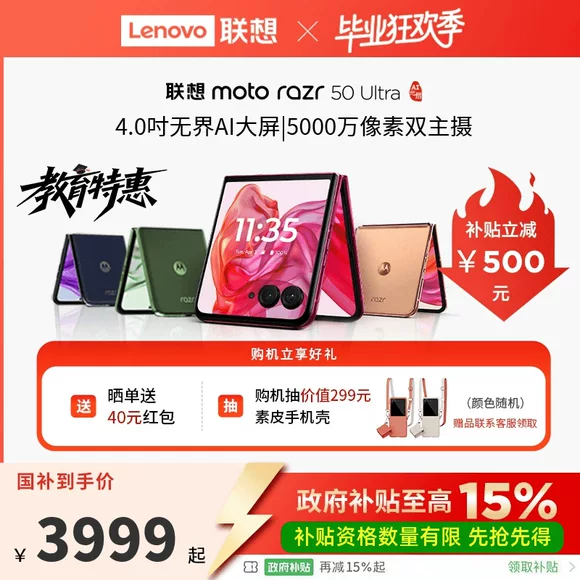 Lenovo 联想 × 毕业狂欢季
联想 moto razr 50 Ultra AI
4.0吋无界AI大屏|5000万像素双主摄
教育特惠
补贴立减
￥500
元
11:35
razr
razr
购机立享好礼
送
晒单送
40元红包
抽
购机抽价值299元
素皮手机壳
(颜色随机)
赠品联系客服领取
国补到手价
￥3999起
政府补贴至高15%
补贴资格数量有限 先抢先得
政府补贴 再减15%起 领取补贴